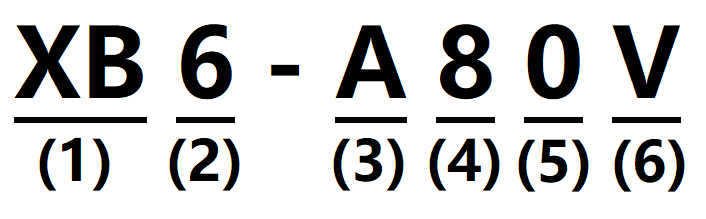 XB 6 - A 8 0 V
(1) (2) (3) (4) (5) (6)